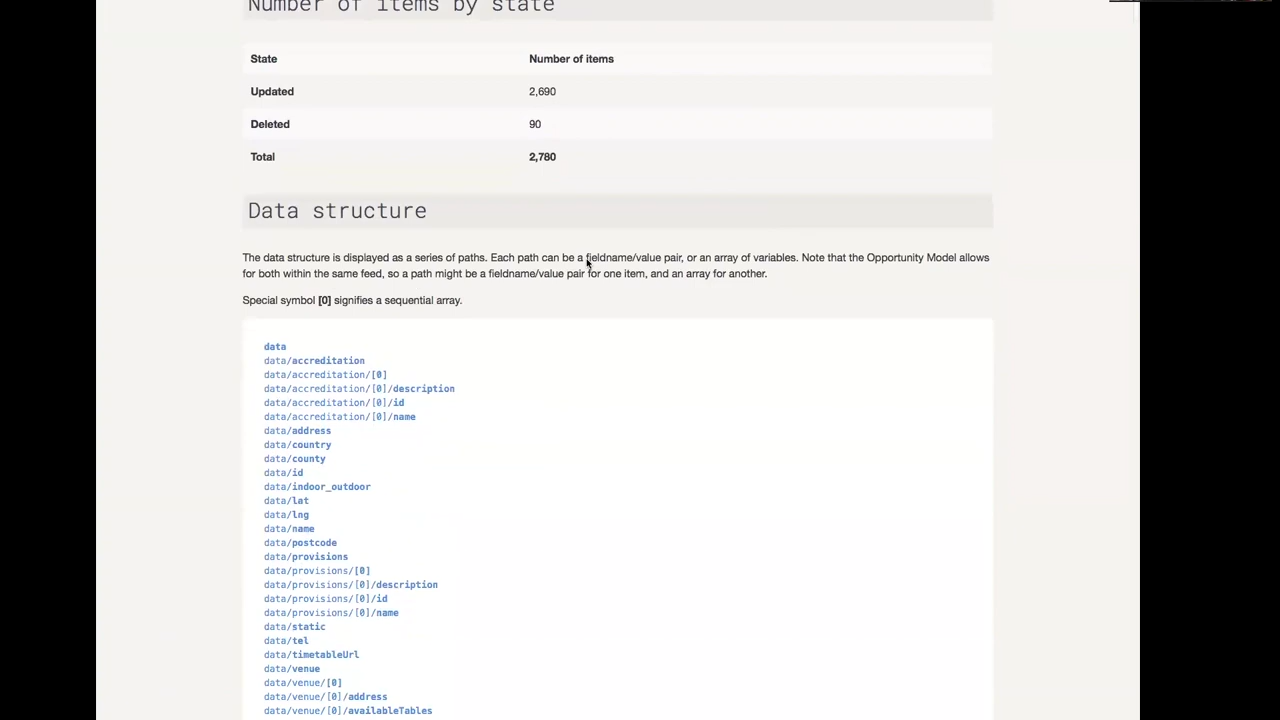 Number of items by state
State Number of items
Updated 2,690
Deleted 90
Total 2,780
Data structure
The data structure is displayed as a series of paths. Each path can be a fieldname/value pair, or an array of variables. Note that the Opportunity Model allows
for both within the same feed, so a path might be a fieldname/value pair for one item, and an array for another.
Special symbol [0] signifies a sequential array.
data
data/accreditation
data/accreditation/[0]
data/accreditation/[0]/description
data/accreditation/[0]/id
data/accreditation/[0]/name
data/address
data/country
data/county
data/id
data/indoor_outdoor
data/lat
data/lng
data/name
data/postcode
data/provisions
data/provisions/[0]
data/provisions/[0]/description
data/provisions/[0]/id
data/provisions/[0]/name
data/static
data/tel
data/timetableUrl
data/venue
data/venue/[0]
data/venue/[0]/address
data/venue/[0]/availableTables